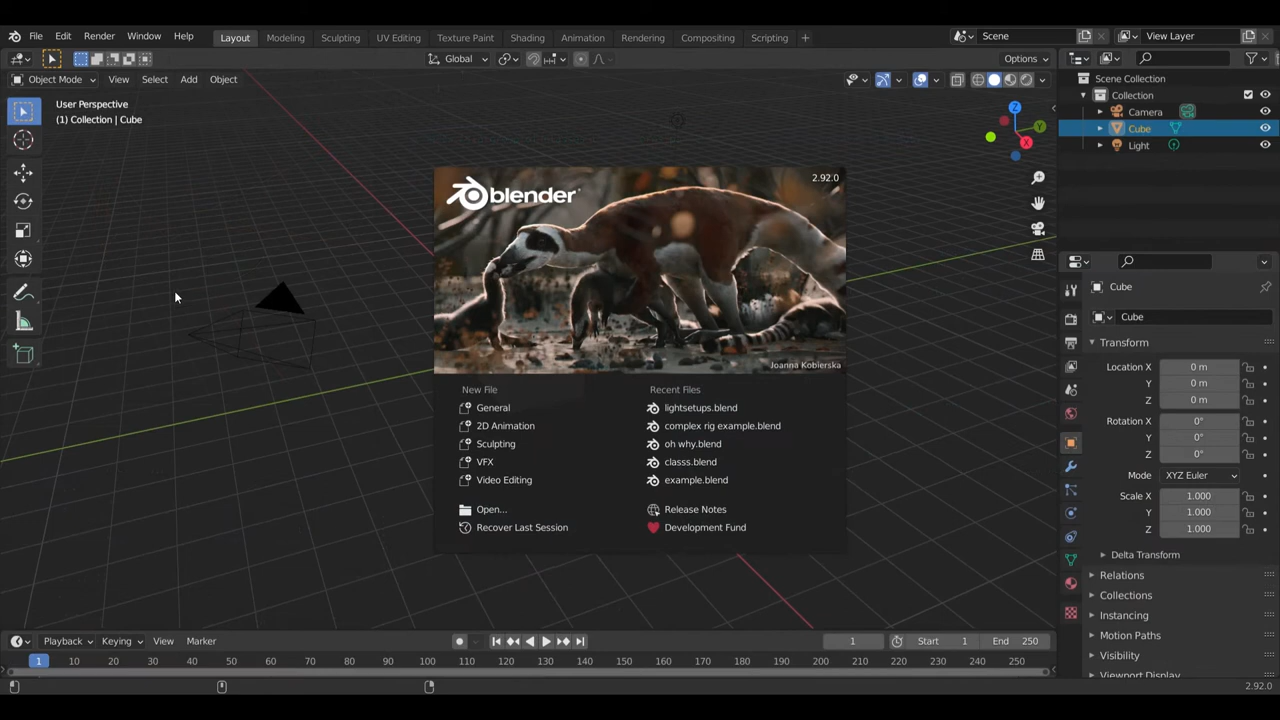 File Edit Render Window Help Layout Modeling Sculpting UV Editing Texture Paint Shading Animation Rendering Compositing Scripting + Scene View Layer
Global Options
Object Mode View Select Add Object
User Perspective
(1) Collection | Cube
Z
Y
X
Scene Collection
Collection
Camera
Cube
Light
blender
2.92.0
Joanna Kobierska
New File
General
2D Animation
Sculpting
VFX
Video Editing
Open...
Recover Last Session
Recent Files
lightsetups.blend
complex rig example.blend
oh why.blend
classs.blend
example.blend
Release Notes
Development Fund
Cube
Cube
Transform
Location X 0 m
Y 0 m
Z 0 m
Rotation X 0°
Y 0°
Z 0°
Mode XYZ Euler
Scale X 1.000
Y 1.000
Z 1.000
Delta Transform
Relations
Collections
Instancing
Motion Paths
Visibility
Viewport Display
Playback Keying View Marker 1 Start 1 End 250
1 10 20 30 40 50 60 70 80 90 100 110 120 130 140 150 160 170 180 190 200 210 220 230 240 250
2.92.0